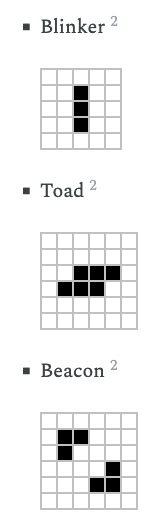 ▪ Blinker ²
▪ Toad ²
▪ Beacon ²